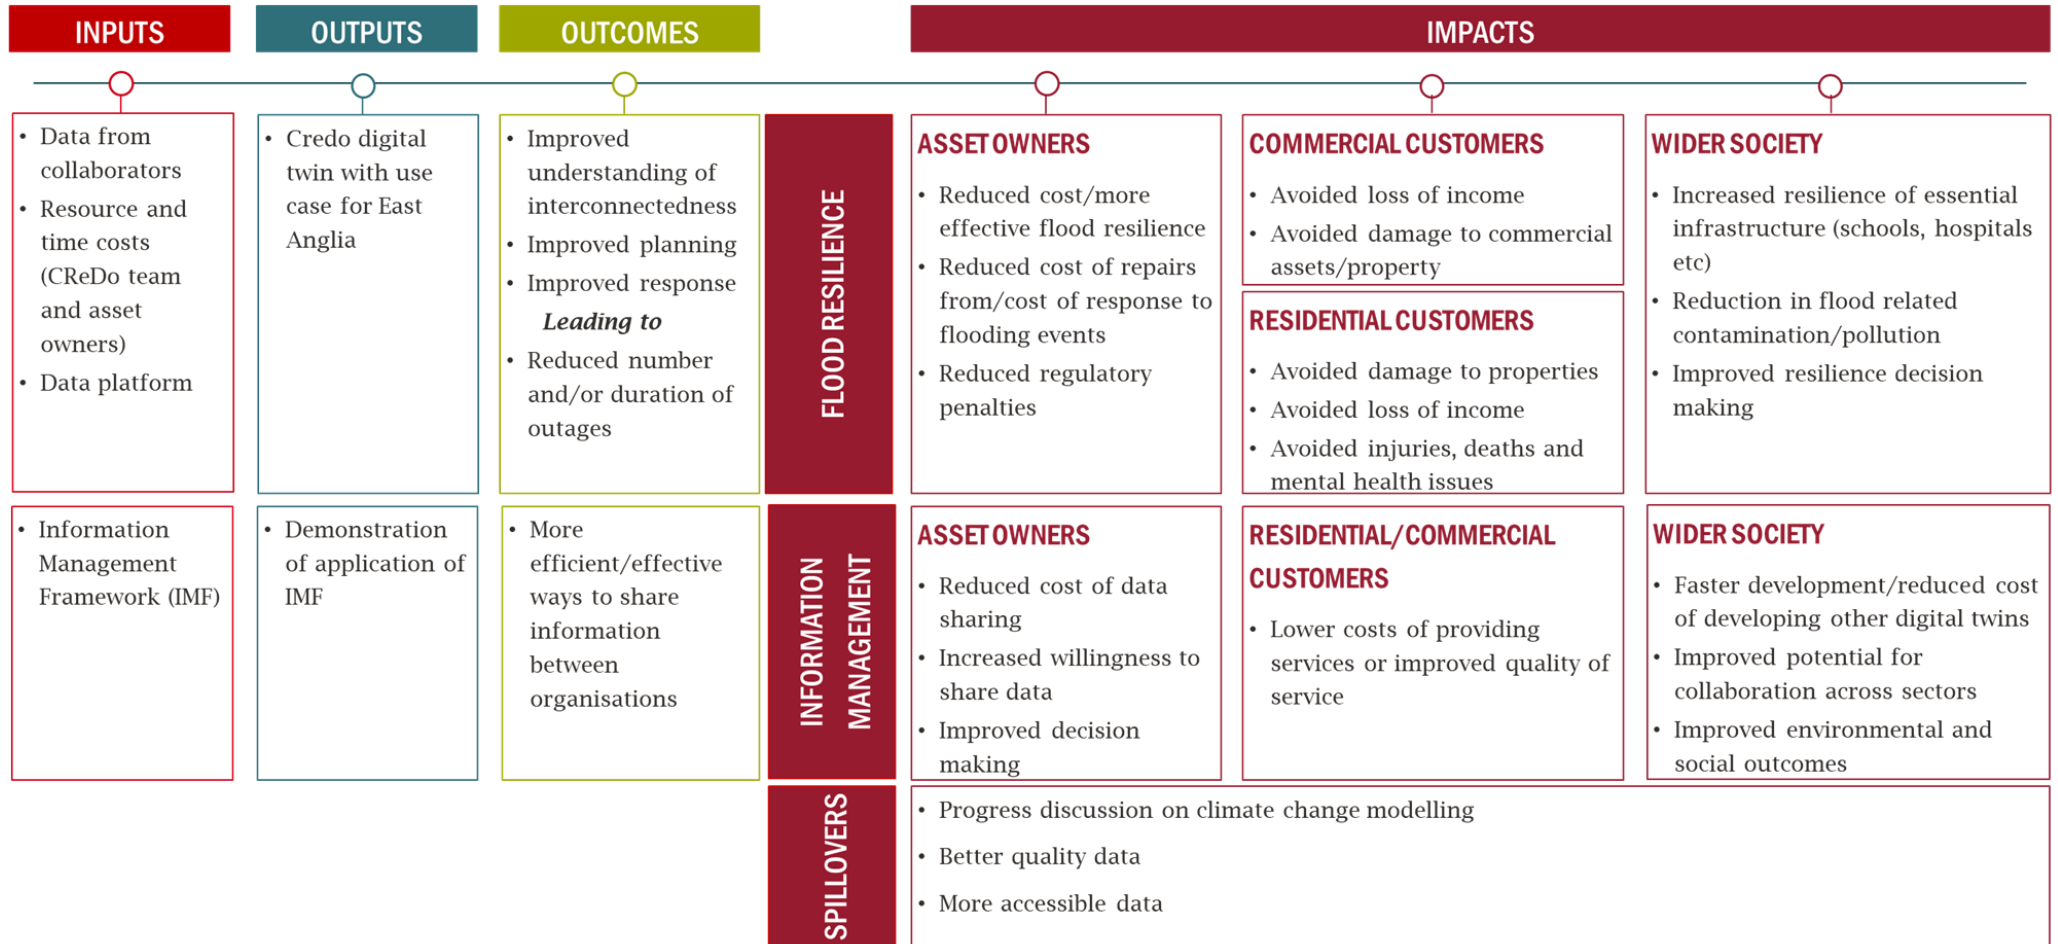 INPUTS
OUTPUTS
OUTCOMES
IMPACTS
• Data from
collaborators
• Resource and
time costs
(CReDo team
and asset
owners)
• Data platform
• Credo digital
twin with use
case for East
Anglia
• Improved
understanding of
interconnectedness
• Improved planning
• Improved response
Leading to
• Reduced number
and/or duration of
outages
FLOOD RESILIENCE
ASSET OWNERS
• Reduced cost/more
effective flood resilience
• Reduced cost of repairs
from/cost of response to
flooding events
• Reduced regulatory
penalties
COMMERCIAL CUSTOMERS
• Avoided loss of income
• Avoided damage to commercial
assets/property
RESIDENTIAL CUSTOMERS
• Avoided damage to properties
• Avoided loss of income
• Avoided injuries, deaths and
mental health issues
WIDER SOCIETY
• Increased resilience of essential
infrastructure (schools, hospitals
etc)
• Reduction in flood related
contamination/pollution
• Improved resilience decision
making
• Information
Management
Framework (IMF)
• Demonstration
of application of
IMF
• More
efficient/effective
ways to share
information
between
organisations
INFORMATION
MANAGEMENT
ASSET OWNERS
• Reduced cost of data
sharing
• Increased willingness to
share data
• Improved decision
making
RESIDENTIAL/COMMERCIAL
CUSTOMERS
• Lower costs of providing
services or improved quality of
service
WIDER SOCIETY
• Faster development/reduced cost
of developing other digital twins
• Improved potential for
collaboration across sectors
• Improved environmental and
social outcomes
SPILLOVERS
• Progress discussion on climate change modelling
• Better quality data
• More accessible data